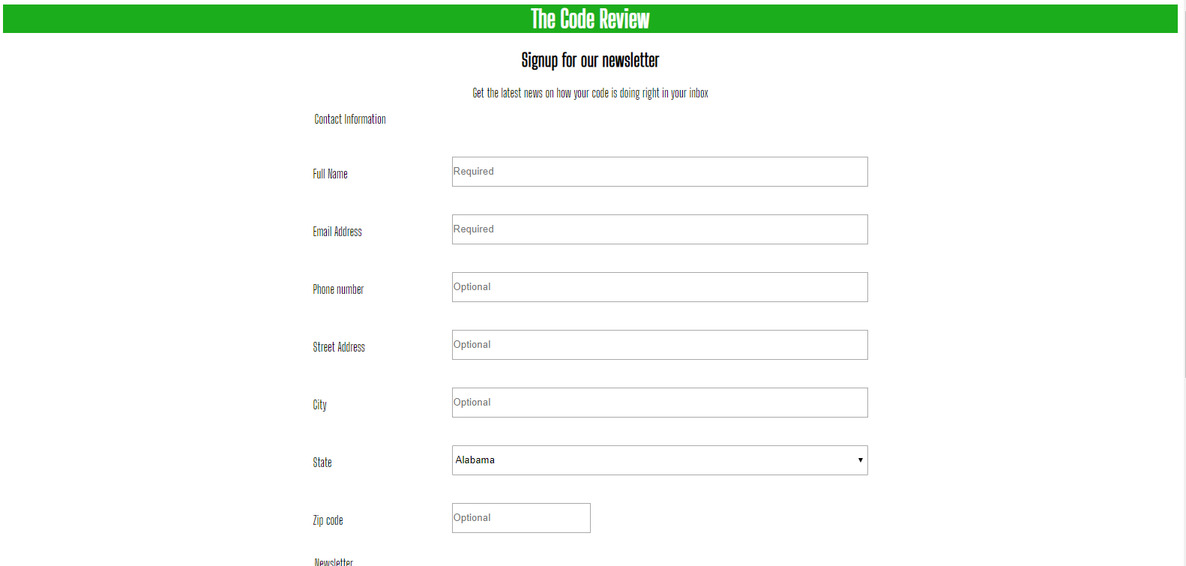 The Code Review
Signup for our newsletter
Get the latest news on how your code is doing right in your inbox
Contact Information
Full Name Required
Email Address Required
Phone number Optional
Street Address Optional
City Optional
State Alabama
Zip code Optional
Newsletter